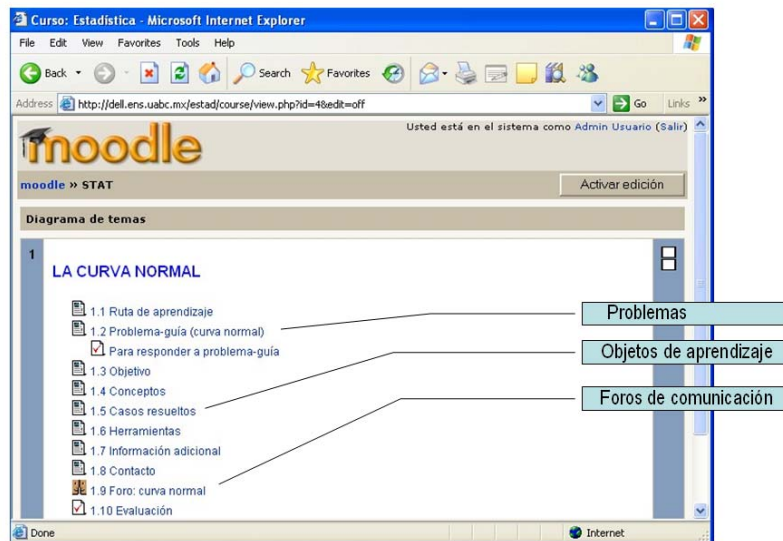 Curso: Estadística - Microsoft Internet Explorer
File Edit View Favorites Tools Help
Back Search Favorites
Address http://dell.ens.uabc.mx/estad/course/view.php?id=4&edit=off Go Links »
Usted está en el sistema como Admin Usuario (Salir)
moodle
moodle » STAT Activar edición
Diagrama de temas
1
LA CURVA NORMAL
1.1 Ruta de aprendizaje
1.2 Problema-guía (curva normal)
Para responder a problema-guía
1.3 Objetivo
1.4 Conceptos
1.5 Casos resueltos
1.6 Herramientas
1.7 Información adicional
1.8 Contacto
1.9 Foro: curva normal
1.10 Evaluación
Problemas
Objetos de aprendizaje
Foros de comunicación
Done Internet